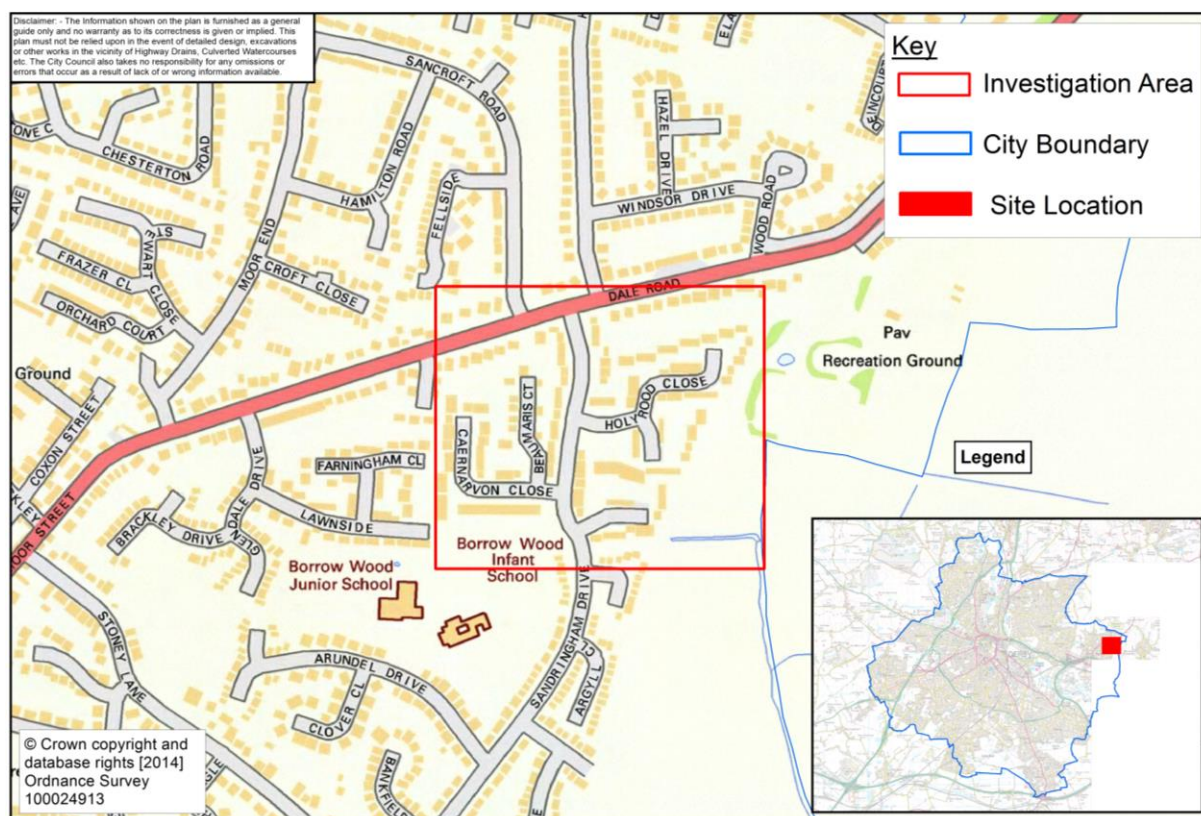 Disclaimer: - The Information shown on the plan is furnished as a general
guide only and no warranty as to its correctness is given or implied. This
plan must not be relied upon in the event of detailed design, excavations
or other works in the vicinity of Highway Drains, Culverted Watercourses
etc. The City Council also takes no responsibility for any omissions or
errors that occur as a result of lack of or wrong information available.
Key
Investigation Area
City Boundary
Site Location
SANCROFT ROAD
CHESTERTON ROAD
HAMILTON ROAD
FELLSIDE
HAZEL DRIVE
WINDSOR DRIVE
WOOD ROAD
DEINCOURT
AVE
STEWART CLOSE
FRAZER CL
ORCHARD COURT
MOOR END
CROFT CLOSE
DALE ROAD
Pav
Recreation Ground
Ground
COXON STREET
HOLYROOD CLOSE
BEAUMARIS CT
CAERNARVON CLOSE
FARNINGHAM CL
LAWNSIDE
GLENDALE DRIVE
BRACKLEY DRIVE
MOOR STREET
Legend
Borrow Wood
Infant
School
Borrow Wood
Junior School
SANDRINGHAM DRIVE
ARGYLL CL
ARUNDEL DRIVE
CLOVER CL
STONEY LANE
BANKFIELD
© Crown copyright and
database rights [2014]
Ordnance Survey
100024913